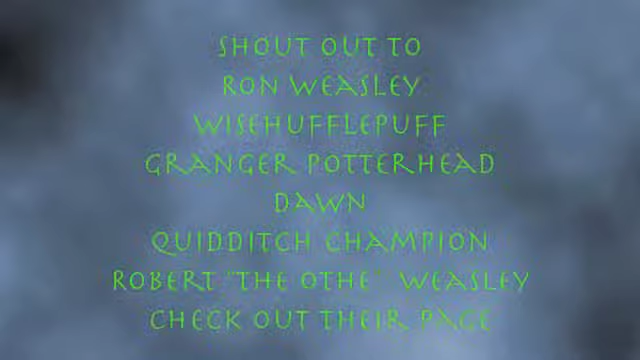 SHOUT OUT TO
RON WEASLEY
WISEHUFFLEPUFF
GRANGER POTTERHEAD
DAWN
QUIDDITCH CHAMPION
ROBERT "THE OTHE" WEASLEY
CHECK OUT THEIR PAGE